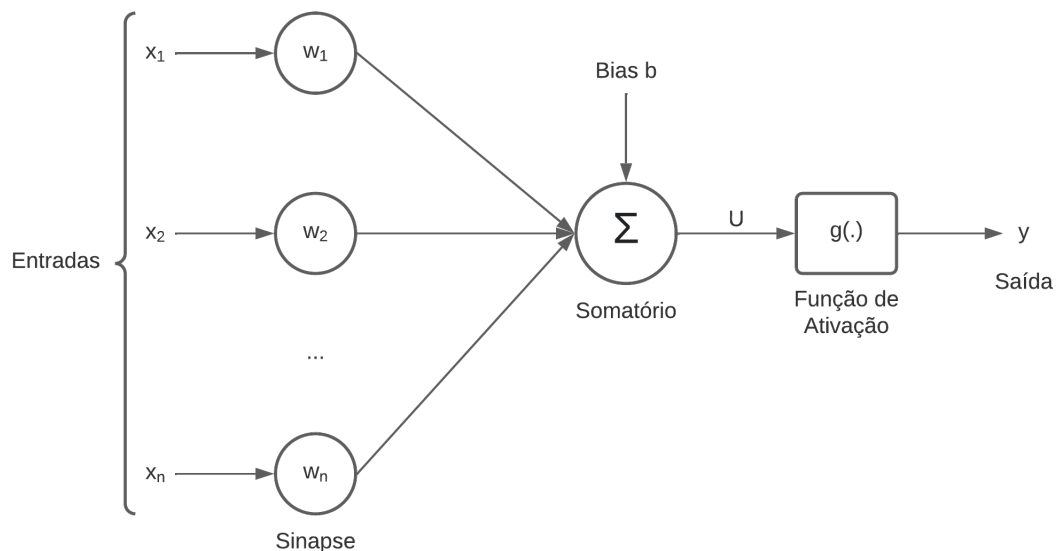 x₁
w₁
Bias b
x₂
w₂
Σ
U
g(.)
y
Entradas
Saída
Somatório
Função de
Ativação
...
xₙ
wₙ
Sinapse